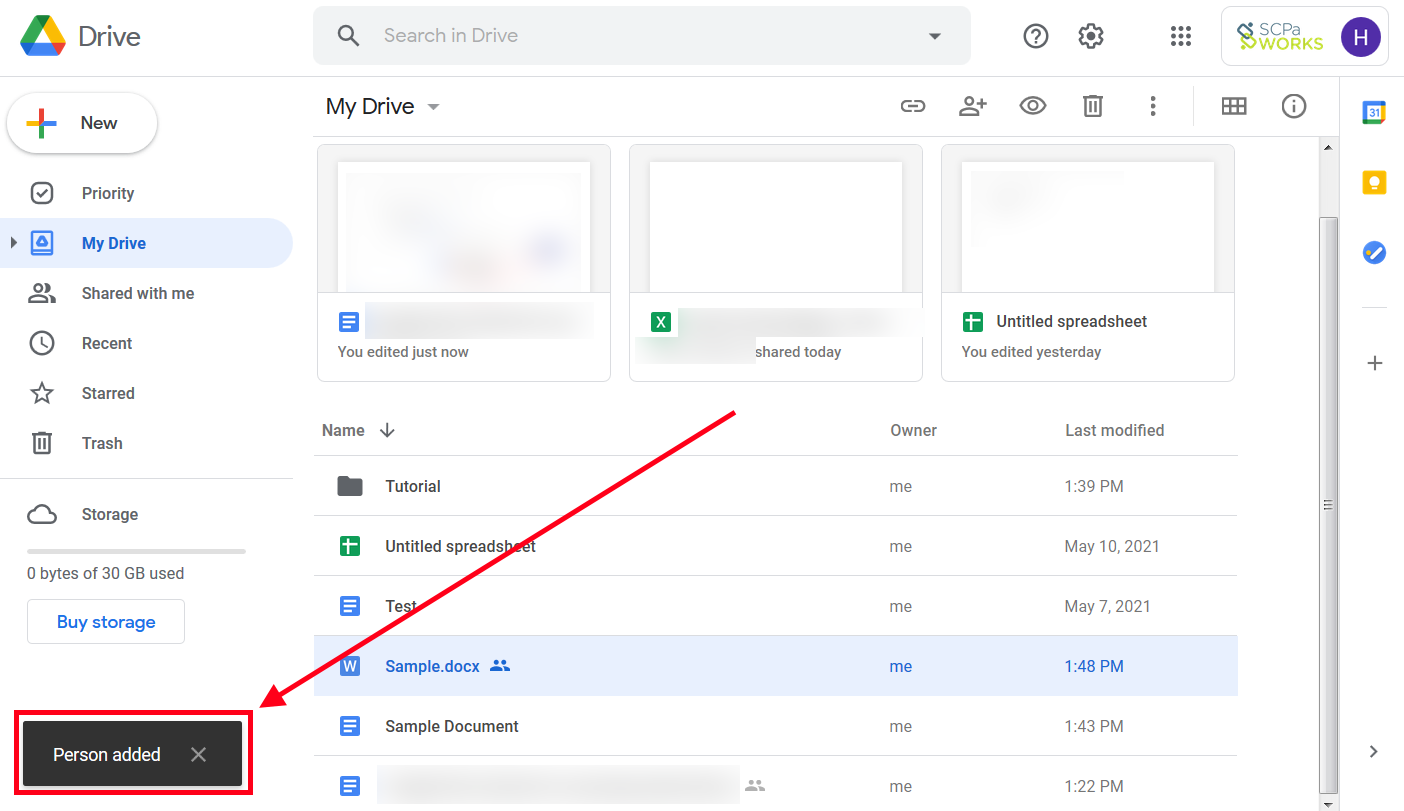 Drive
Search in Drive
SCPa
WORKS
H
New
My Drive
31
Priority
My Drive
Shared with me
Recent
Starred
Trash
Storage
0 bytes of 30 GB used
Buy storage
You edited just now
X
shared today
Untitled spreadsheet
You edited yesterday
Name Owner Last modified
Tutorial me 1:39 PM
Untitled spreadsheet me May 10, 2021
Test me May 7, 2021
W Sample.docx me 1:48 PM
Sample Document me 1:43 PM
me 1:22 PM
Person added